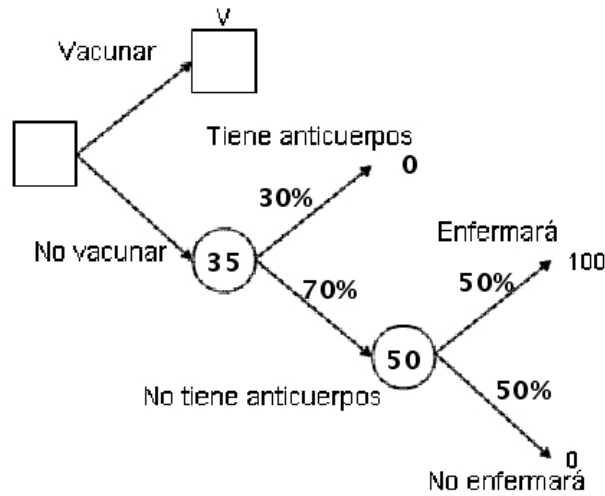 V
Vacunar
Tiene anticuerpos
0
30%
Enfermará
No vacunar
35
100
70%
50%
50
50%
No tiene anticuerpos
0
No enfermará